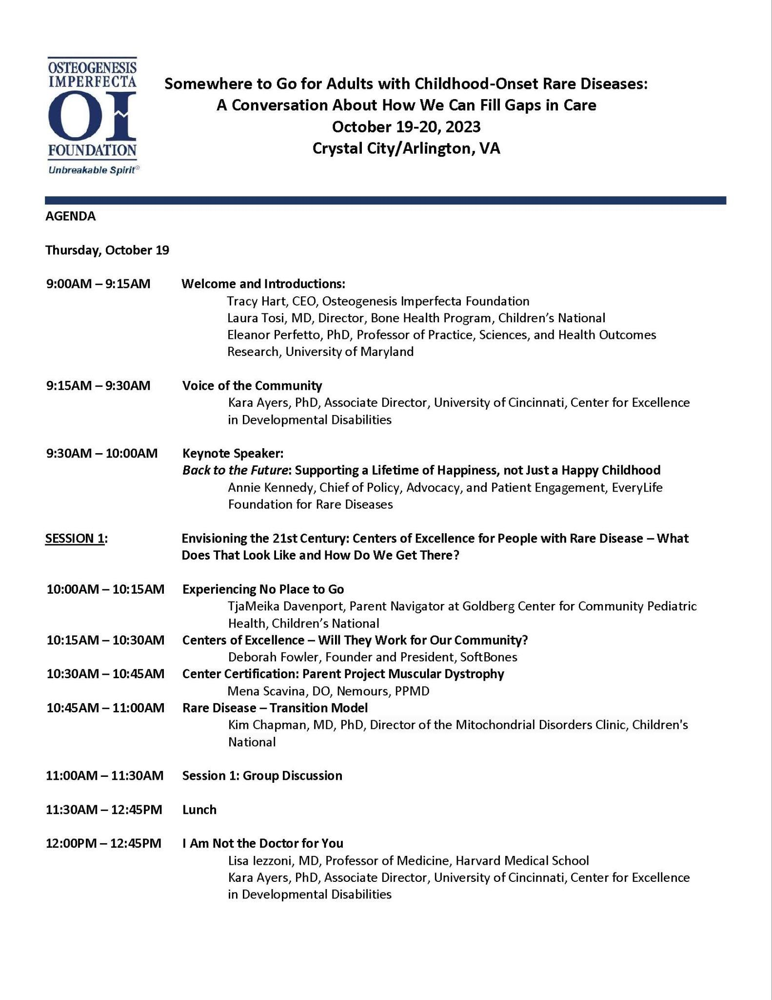 OSTEOGENESIS
IMPERFECTA
OI
FOUNDATION
Unbreakable Spirit®
Somewhere to Go for Adults with Childhood-Onset Rare Diseases:
A Conversation About How We Can Fill Gaps in Care
October 19-20, 2023
Crystal City/Arlington, VA
AGENDA
Thursday, October 19
9:00AM – 9:15AM Welcome and Introductions:
Tracy Hart, CEO, Osteogenesis Imperfecta Foundation
Laura Tosi, MD, Director, Bone Health Program, Children’s National
Eleanor Perfetto, PhD, Professor of Practice, Sciences, and Health Outcomes
Research, University of Maryland
9:15AM – 9:30AM Voice of the Community
Kara Ayers, PhD, Associate Director, University of Cincinnati, Center for Excellence
in Developmental Disabilities
9:30AM – 10:00AM Keynote Speaker:
Back to the Future: Supporting a Lifetime of Happiness, not Just a Happy Childhood
Annie Kennedy, Chief of Policy, Advocacy, and Patient Engagement, EveryLife
Foundation for Rare Diseases
SESSION 1: Envisioning the 21st Century: Centers of Excellence for People with Rare Disease – What
Does That Look Like and How Do We Get There?
10:00AM – 10:15AM Experiencing No Place to Go
TjaMeika Davenport, Parent Navigator at Goldberg Center for Community Pediatric
Health, Children’s National
10:15AM – 10:30AM Centers of Excellence – Will They Work for Our Community?
Deborah Fowler, Founder and President, SoftBones
10:30AM – 10:45AM Center Certification: Parent Project Muscular Dystrophy
Mena Scavina, DO, Nemours, PPMD
10:45AM – 11:00AM Rare Disease – Transition Model
Kim Chapman, MD, PhD, Director of the Mitochondrial Disorders Clinic, Children's
National
11:00AM – 11:30AM Session 1: Group Discussion
11:30AM – 12:45PM Lunch
12:00PM – 12:45PM I Am Not the Doctor for You
Lisa Iezzoni, MD, Professor of Medicine, Harvard Medical School
Kara Ayers, PhD, Associate Director, University of Cincinnati, Center for Excellence
in Developmental Disabilities